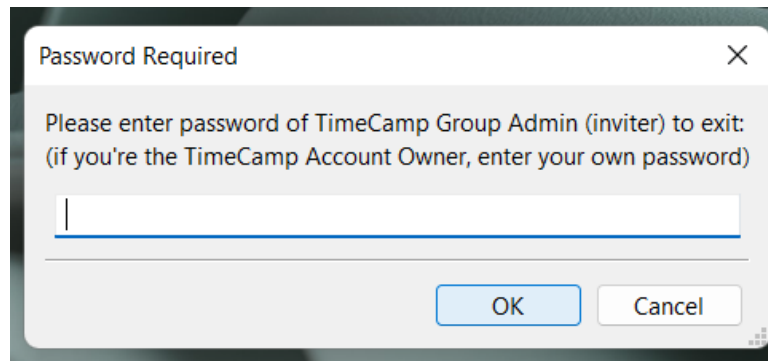 Password Required
Please enter password of TimeCamp Group Admin (inviter) to exit:
(if you're the TimeCamp Account Owner, enter your own password)
OK
Cancel